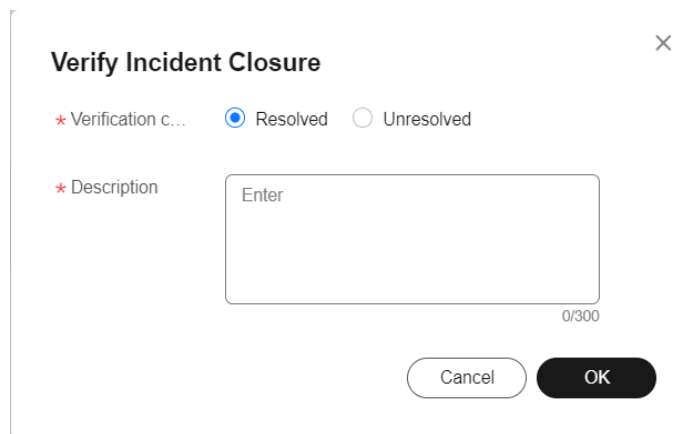 Verify Incident Closure
* Verification c... Resolved Unresolved
* Description Enter
0/300
Cancel OK